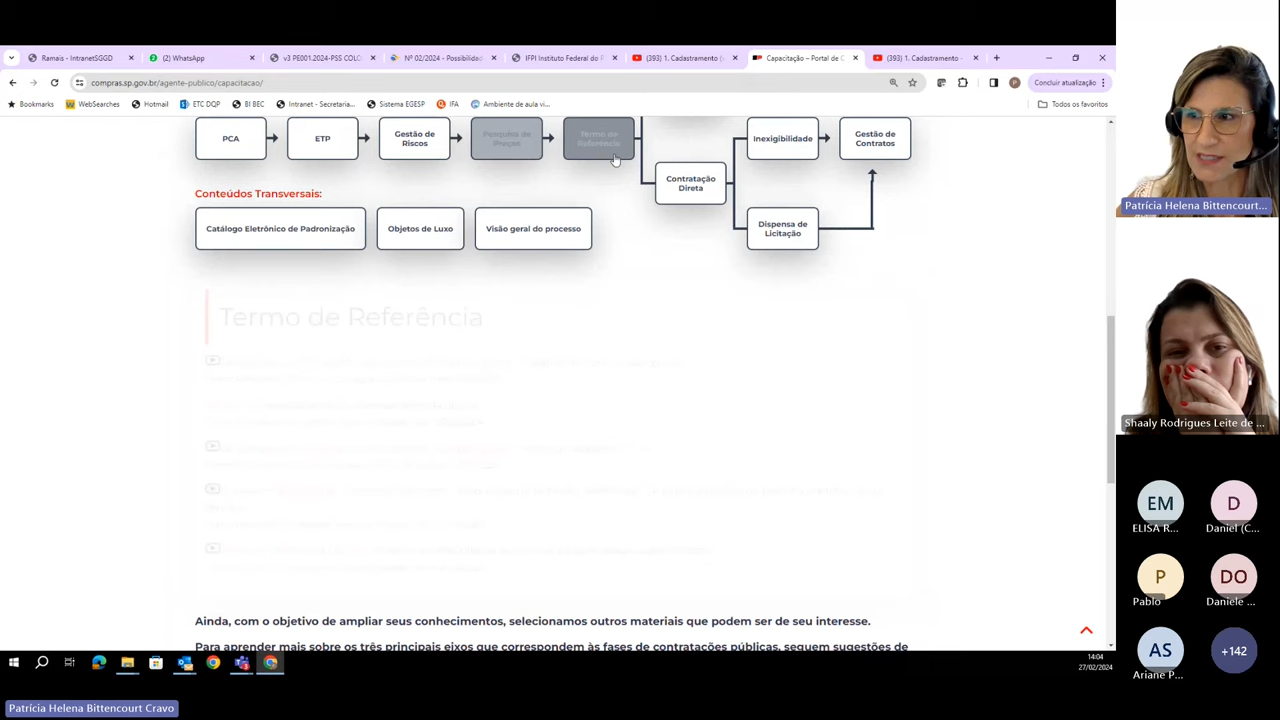 Ramais - IntranetSGGD
(2) WhatsApp
v3 PE001.2024-PSS COLO
Nº 02/2024 - Possibilidad
IFPI Instituto Federal do P
(393) 1. Cadastramento (
Capacitação – Portal de C
(393) 1. Cadastramento
compras.sp.gov.br/agente-publico/capacitacao/
Concluir atualização
Bookmarks
WebSearches
Hotmail
ETC DQP
BI BEC
Intranet - Secretaria...
Sistema EGESP
IFA
Ambiente de aula vi...
Todos os favoritos
PCA
ETP
Gestão de
Riscos
Pesquisa de
Preços
Termo de
Referência
Inexigibilidade
Gestão de
Contratos
Contratação
Direta
Dispensa de
Licitação
Conteúdos Transversais:
Catálogo Eletrônico de Padronização
Objetos de Luxo
Visão geral do processo
Termo de Referência
Ainda, com o objetivo de ampliar seus conhecimentos, selecionamos outros materiais que podem ser de seu interesse.
Para aprender mais sobre os três principais eixos que correspondem às fases de contratações públicas, seguem sugestões de
14:04
27/02/2024
Patrícia Helena Bittencourt Cravo
Patrícia Helena Bittencourt...
Shaaly Rodrigues Leite de ...
EM
ELISA R...
D
Daniel (C...
P
Pablo
DO
Daniele ...
AS
Ariane P...
+142